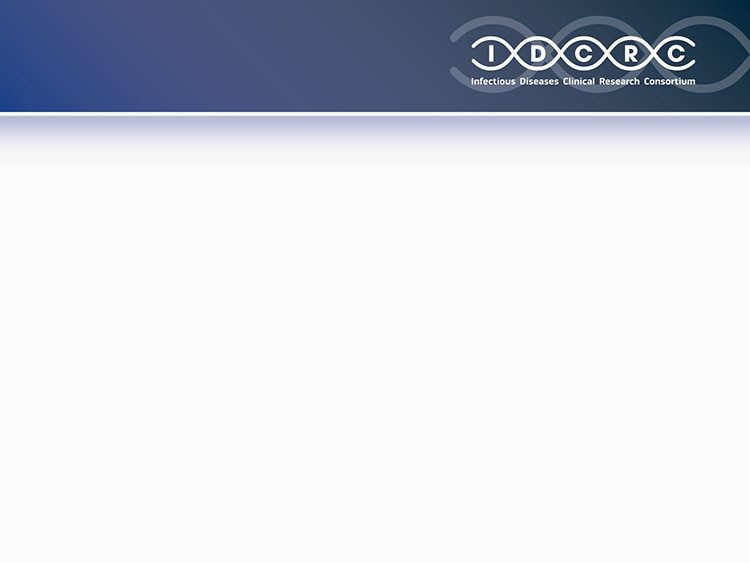 IDCRC
Infectious Diseases Clinical Research Consortium